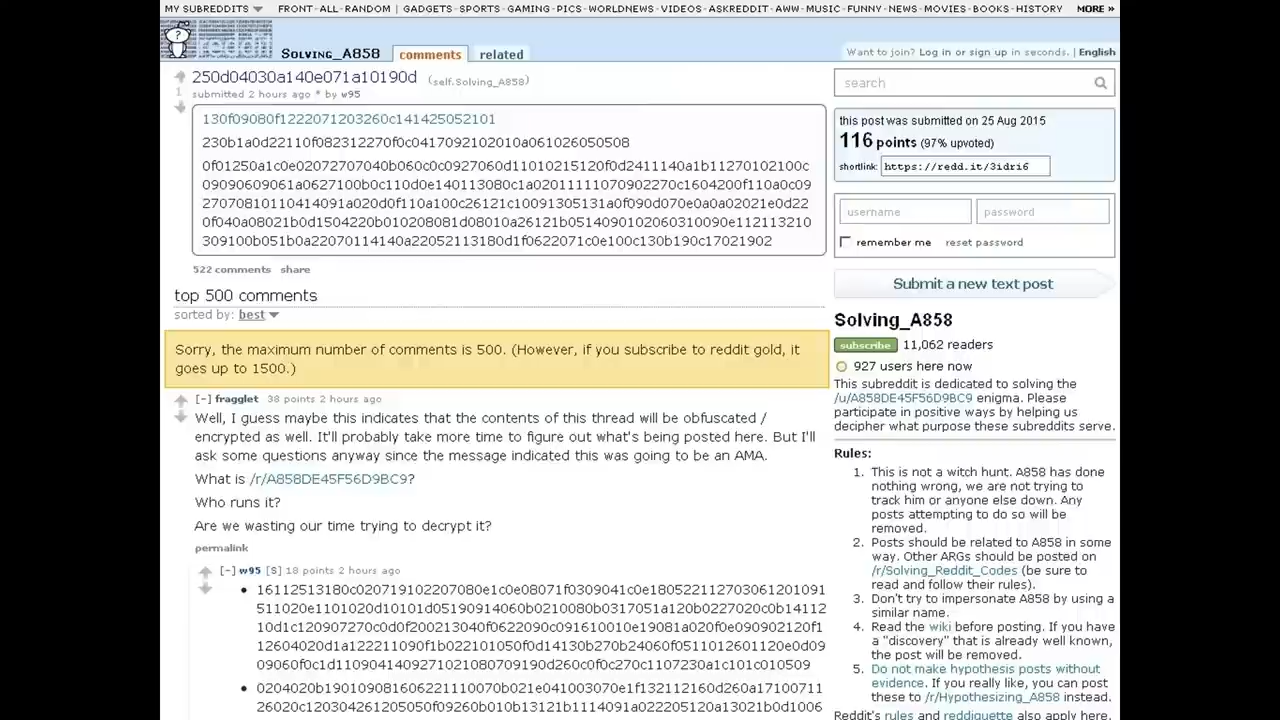 MY SUBREDDITS FRONT - ALL - RANDOM | GADGETS - SPORTS - GAMING - PICS - WORLDNEWS - VIDEOS - ASKREDDIT - AWW - MUSIC - FUNNY - NEWS - MOVIES - BOOKS - HISTORY MORE »
SOLVING_A858 comments related
Want to join? Log in or sign up in seconds. | English
250d04030a140e071a10190d (self.Solving_A858)
1
submitted 2 hours ago * by w95
130f09080f1222071203260c141425052101
230b1a0d22110f082312270f0c0417092102010a061026050508
0f01250a1c0e02072707040b060c0c0927060d11010215120f0d2411140a1b11270102100c
09090609061a0627100b0c110d0e140113080c1a020111111070902270c1604200f110a0c09
2707081011041409 1a020d0f110a100c26121c10091305131a0f090d070e0a0a02021e0d22
0f040a08021b0d1504220b010208081d08010a26121b0514090102060310090e112113210
309100b051b0a22070114140a22052113180d1f0622071c0e100c130b190c17021902
522 comments share
top 500 comments
sorted by: best
Sorry, the maximum number of comments is 500. (However, if you subscribe to reddit gold, it
goes up to 1500.)
[-] fragglet 38 points 2 hours ago
Well, I guess maybe this indicates that the contents of this thread will be obfuscated /
encrypted as well. It'll probably take more time to figure out what's being posted here. But I'll
ask some questions anyway since the message indicated this was going to be an AMA.
What is /r/A858DE45F56D9BC9?
Who runs it?
Are we wasting our time trying to decrypt it?
permalink
[-] w95 [S] 18 points 2 hours ago
• 16112513180c020719102207080e1c0e08071f0309041c0e180522112703061201091
511020e1101020d10101d05190914060b0210080b0317051a120b0227020c0b141112
10d1c120907270c0d0f200213040f0622090c091610010e19081a020f0e090902120f1
12604020d1a122211090f1b022101050f0d14130b270b24060f0511012601120e0d09
09060f0c1d110904140927102108070919 0d260c0f0c270c1107230a1c101c010509
• 0204020b190109081606221110070b021e041003070e1f132112160d260a17100711
26020c120304261205050f09260b010b13121b1114091a022205120a13021b0d1006
search
this post was submitted on 25 Aug 2015
116 points (97% upvoted)
shortlink: https://redd.it/3idri6
username password
remember me reset password
Submit a new text post
Solving_A858
subscribe 11,062 readers
927 users here now
This subreddit is dedicated to solving the
/u/A858DE45F56D9BC9 enigma. Please
participate in positive ways by helping us
decipher what purpose these subreddits serve.
Rules:
1. This is not a witch hunt. A858 has done
nothing wrong, we are not trying to
track him or anyone else down. Any
posts attempting to do so will be
removed.
2. Posts should be related to A858 in some
way. Other ARGs should be posted on
/r/Solving_Reddit_Codes (be sure to
read and follow their rules).
3. Don't try to impersonate A858 by using a
similar name.
4. Read the wiki before posting. If you have
a "discovery" that is already well known,
the post will be removed.
5. Do not make hypothesis posts without
evidence. If you really like, you can post
these to /r/Hypothesizing_A858 instead.
Reddit's rules and reddiquette also apply here.